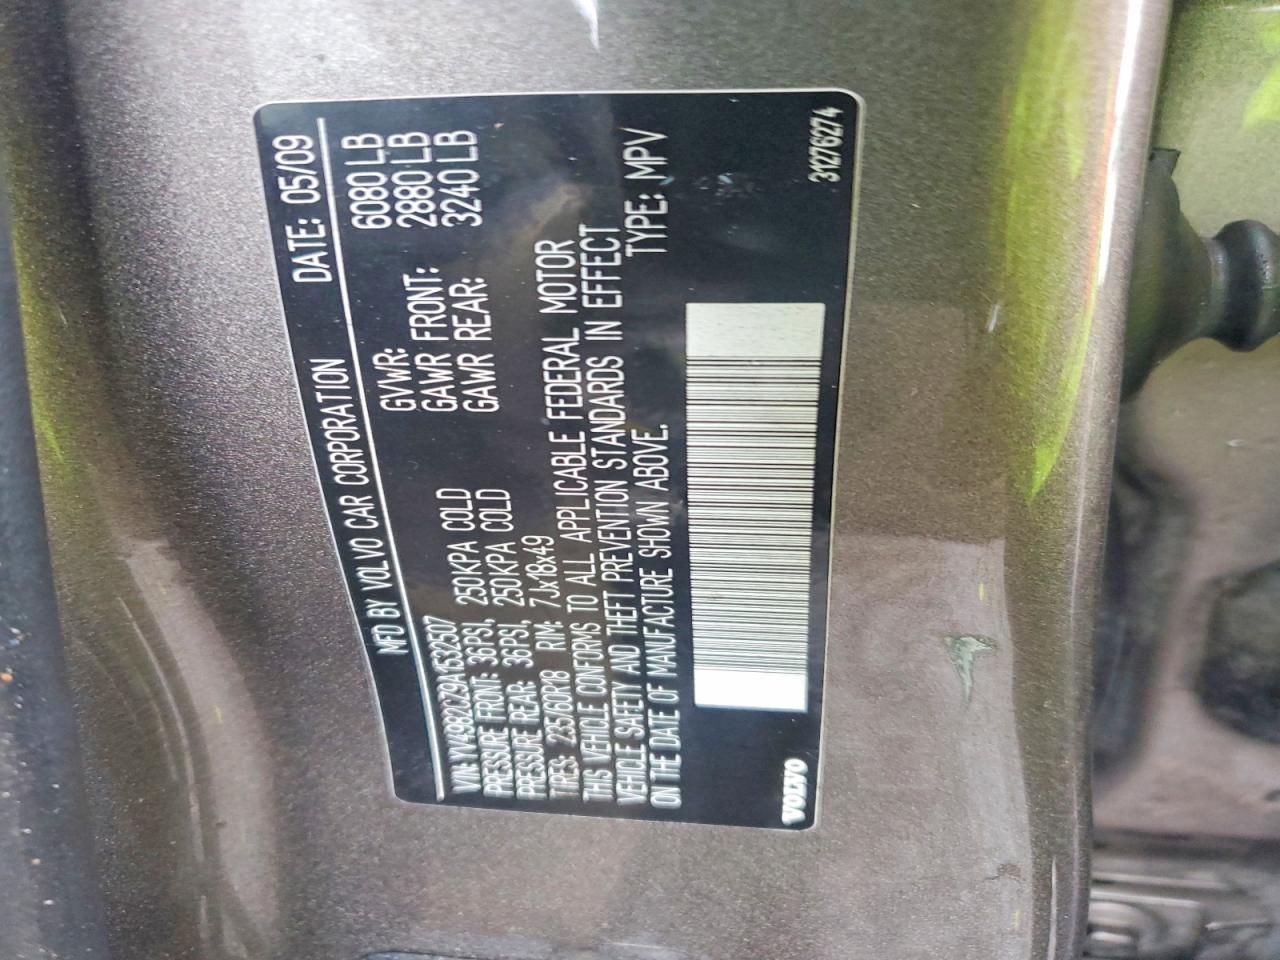 MFD BY VOLVO CAR CORPORATION DATE: 05/09
GVWR: 6080 LB
GAWR FRONT: 2880 LB
GAWR REAR: 3240 LB
VIN: YV4982CZ9A1532507
PRESSURE FRONT: 36PSI, 250KPA COLD
PRESSURE REAR: 36PSI, 250KPA COLD
TIRES: 235/60R18 RIM: 7Jx18x49
THIS VEHICLE CONFORMS TO ALL APPLICABLE FEDERAL MOTOR
VEHICLE SAFETY AND THEFT PREVENTION STANDARDS IN EFFECT
ON THE DATE OF MANUFACTURE SHOWN ABOVE. TYPE: MPV
VOLVO 31276274